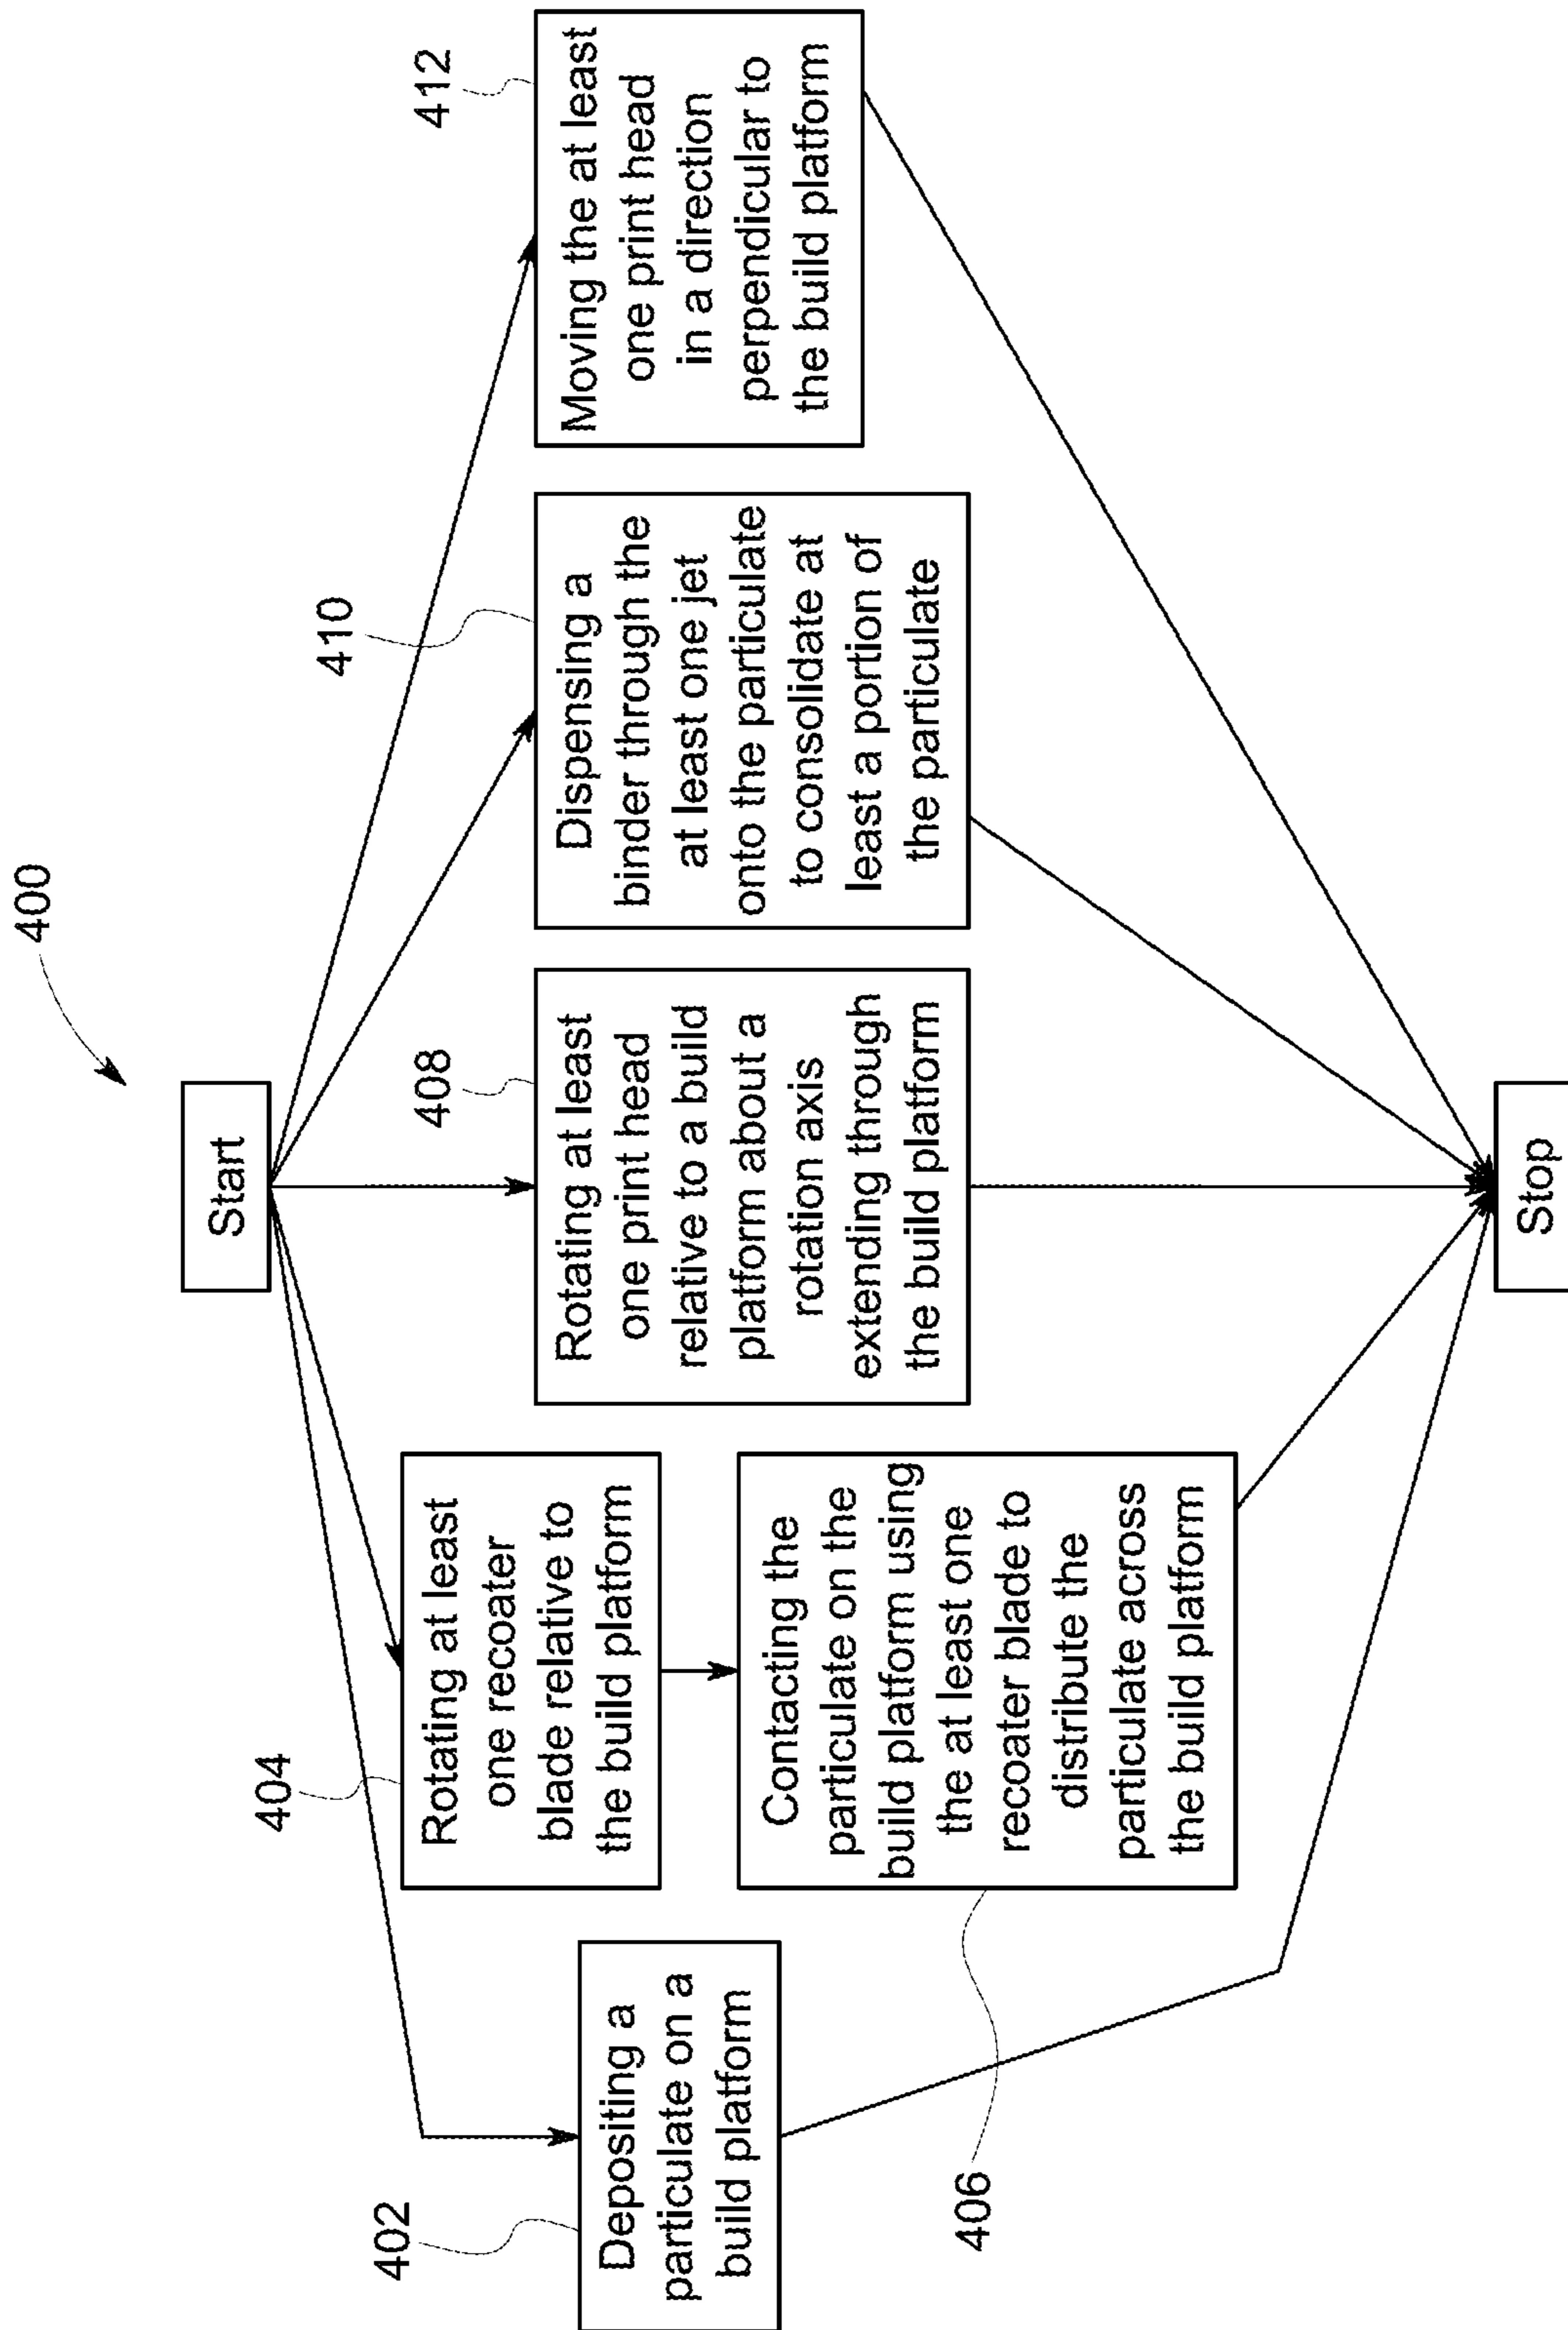 400
Start
402
Depositing a
particulate on a
build platform
404
Rotating at least
one recoater
blade relative to
the build platform
406
Contacting the
particulate on the
build platform using
the at least one
recoater blade to
distribute the
particulate across
the build platform
408
Rotating at least
one print head
relative to a build
platform about a
rotation axis
extending through
the build platform
410
Dispensing a
binder through the
at least one jet
onto the particulate
to consolidate at
least a portion of
the particulate
412
Moving the at least
one print head
in a direction
perpendicular to
the build platform
Stop